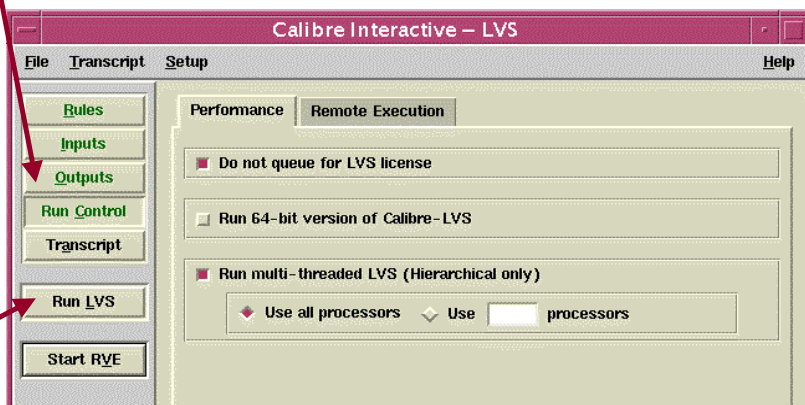 Calibre Interactive – LVS
File Transcript Setup Help
Rules
Inputs
Outputs
Run Control
Transcript
Run LVS
Start RVE
Performance Remote Execution
Do not queue for LVS license
Run 64-bit version of Calibre-LVS
Run multi-threaded LVS (Hierarchical only)
Use all processors Use processors